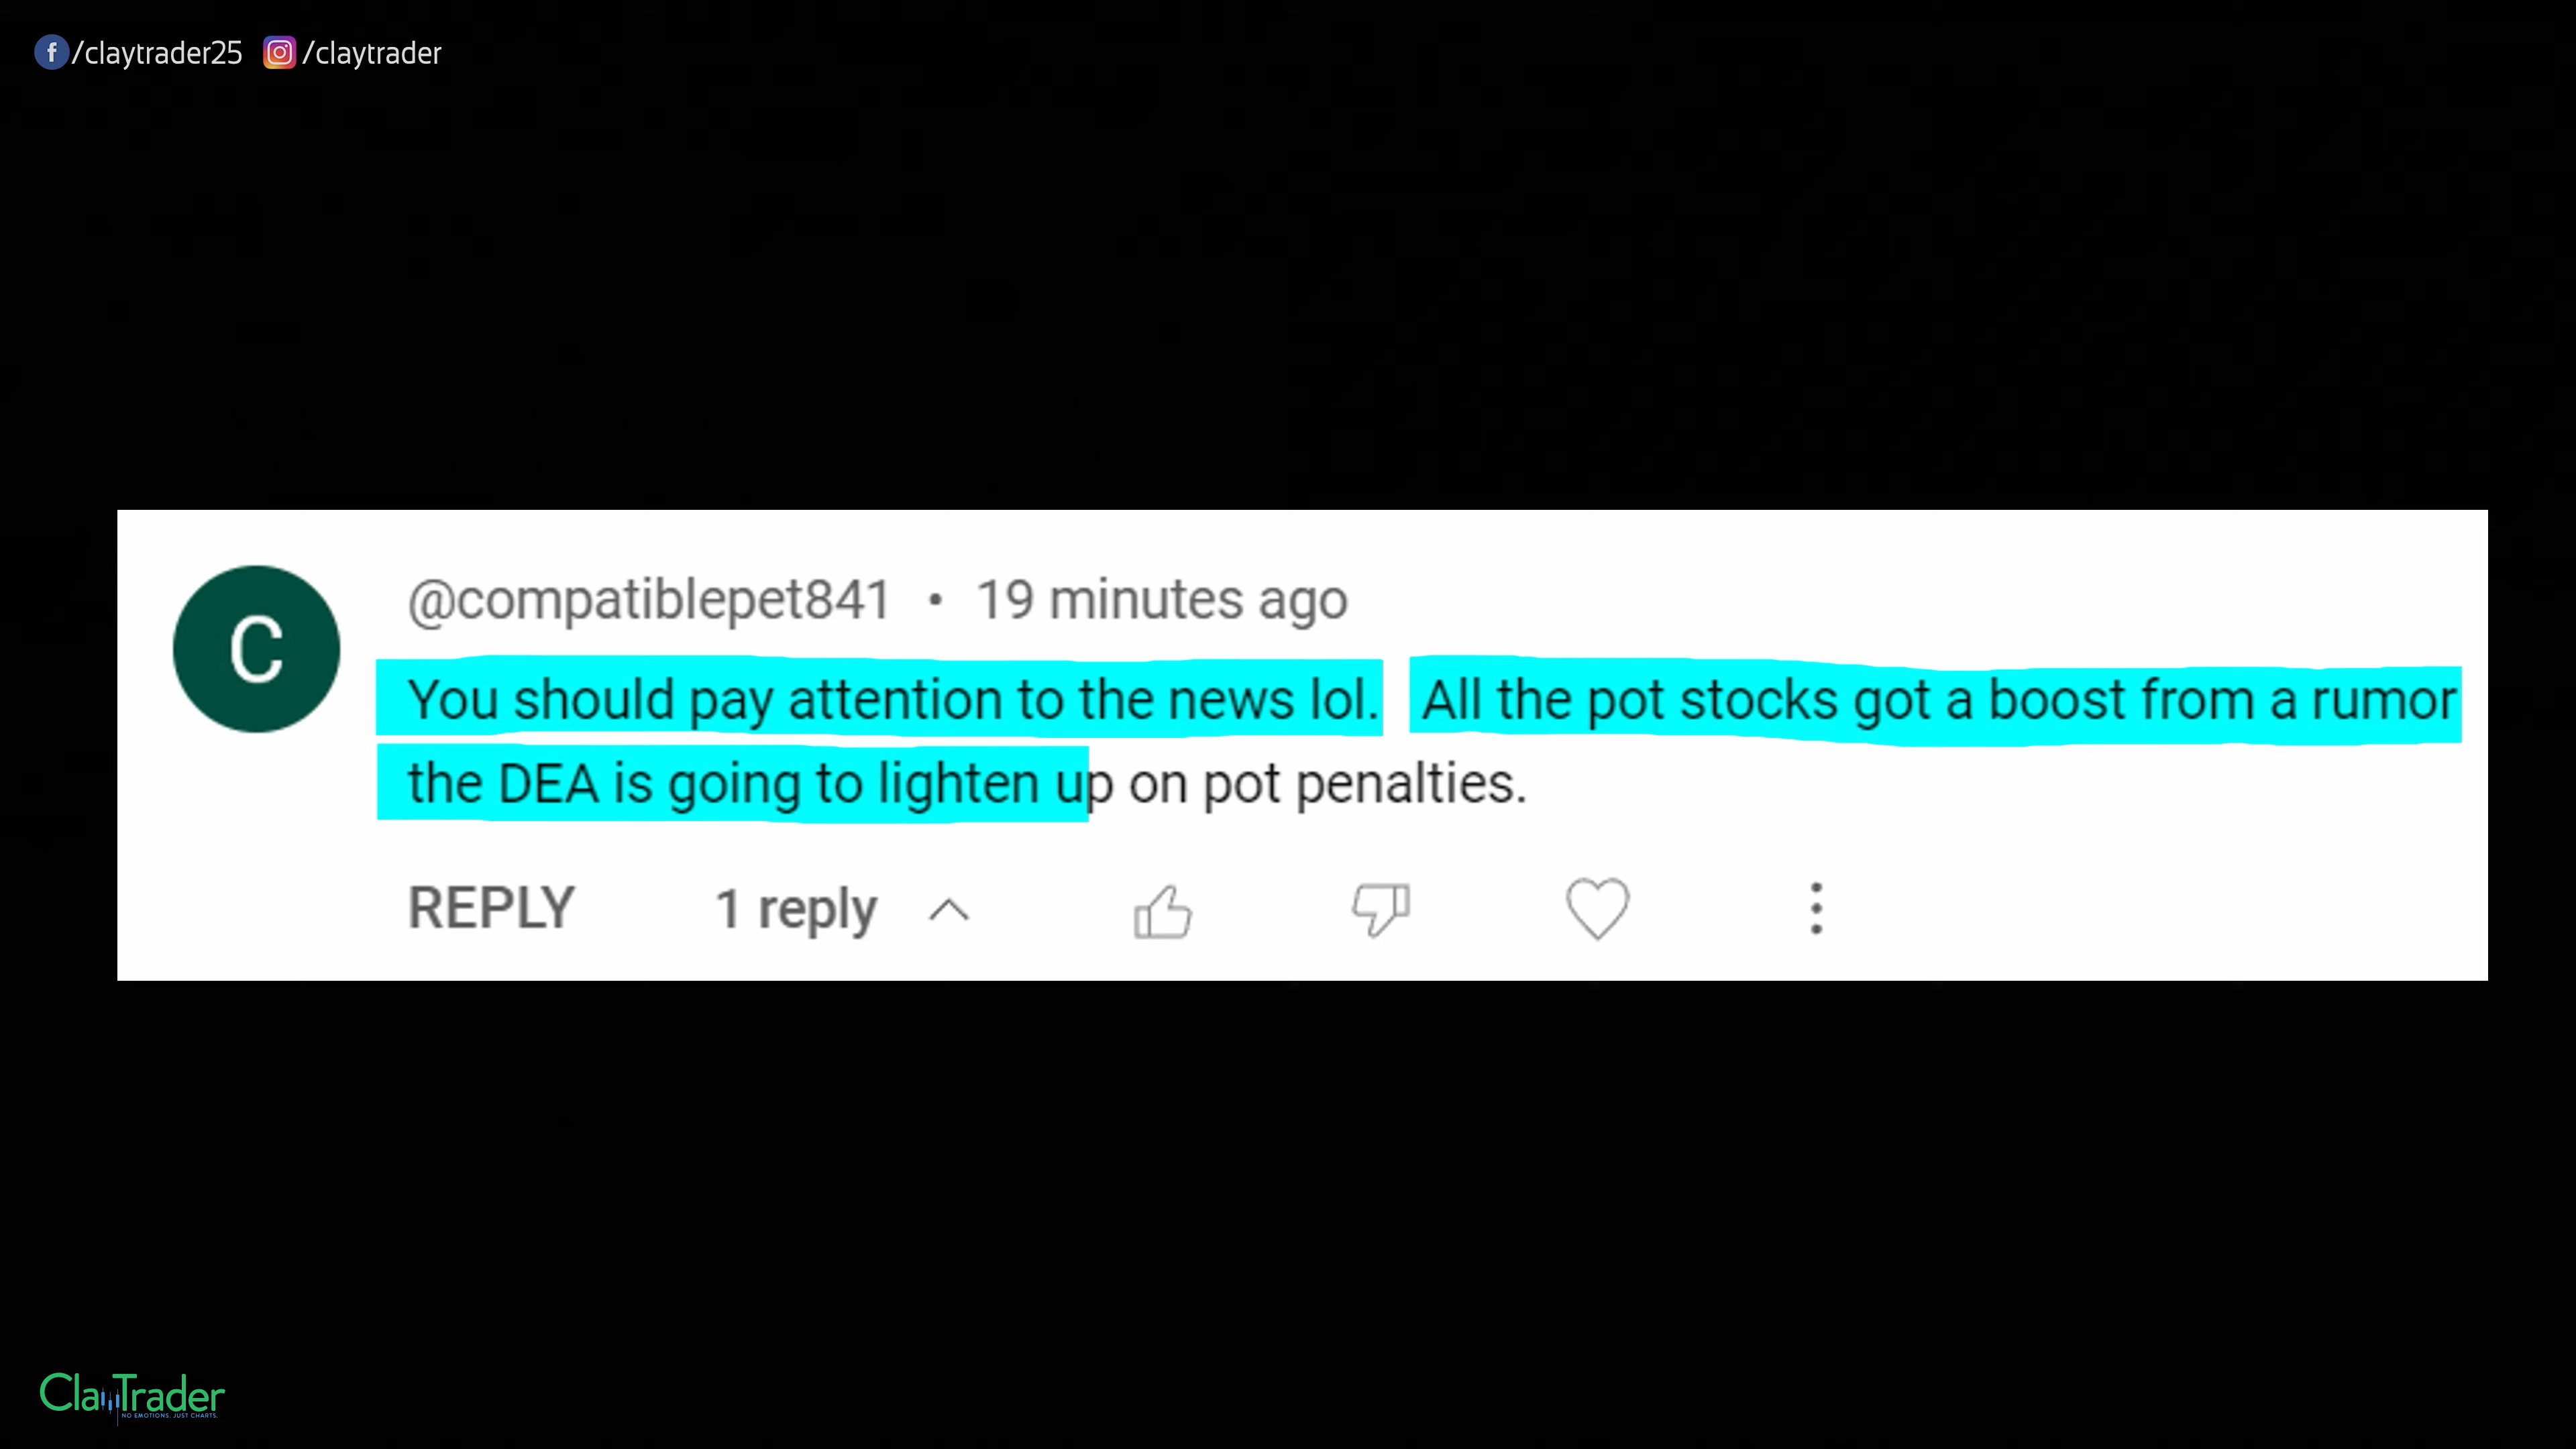 /claytrader25 /claytrader
@compatiblepet841 • 19 minutes ago
C
You should pay attention to the news lol. All the pot stocks got a boost from a rumor
the DEA is going to lighten up on pot penalties.
REPLY 1 reply
ClayTrader
NO EMOTIONS. JUST CHARTS.